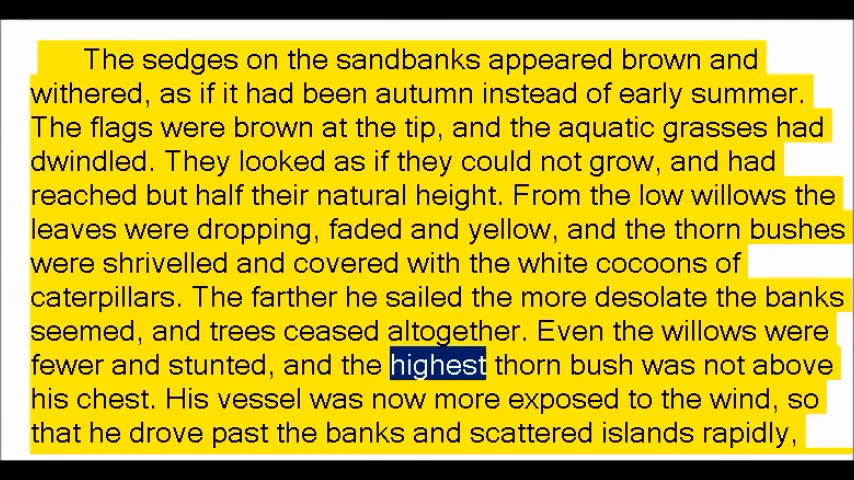 The sedges on the sandbanks appeared brown and
withered, as if it had been autumn instead of early summer.
The flags were brown at the tip, and the aquatic grasses had
dwindled. They looked as if they could not grow, and had
reached but half their natural height. From the low willows the
leaves were dropping, faded and yellow, and the thorn bushes
were shrivelled and covered with the white cocoons of
caterpillars. The farther he sailed the more desolate the banks
seemed, and trees ceased altogether. Even the willows were
fewer and stunted, and the highest thorn bush was not above
his chest. His vessel was now more exposed to the wind, so
that he drove past the banks and scattered islands rapidly,